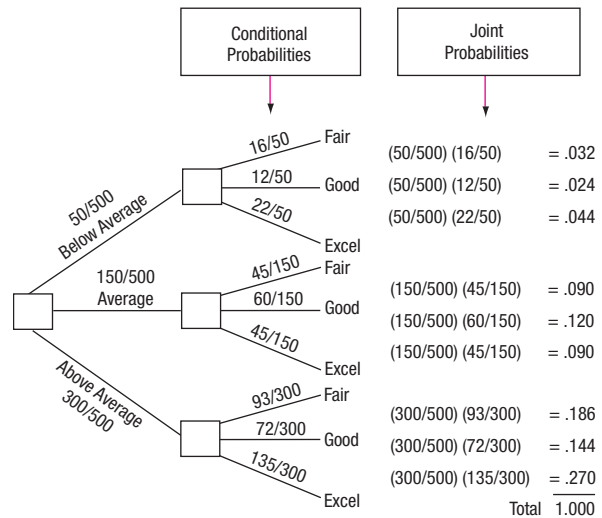 Conditional
Probabilities
Joint
Probabilities
16/50
Fair
(50/500) (16/50) = .032
12/50
Good
(50/500) (12/50) = .024
22/50
Excel
(50/500) (22/50) = .044
50/500
Below Average
45/150
Fair
(150/500) (45/150) = .090
150/500
Average
60/150
Good
(150/500) (60/150) = .120
45/150
Excel
(150/500) (45/150) = .090
Above Average
300/500
93/300
Fair
(300/500) (93/300) = .186
72/300
Good
(300/500) (72/300) = .144
135/300
Excel
(300/500) (135/300) = .270
Total 1.000